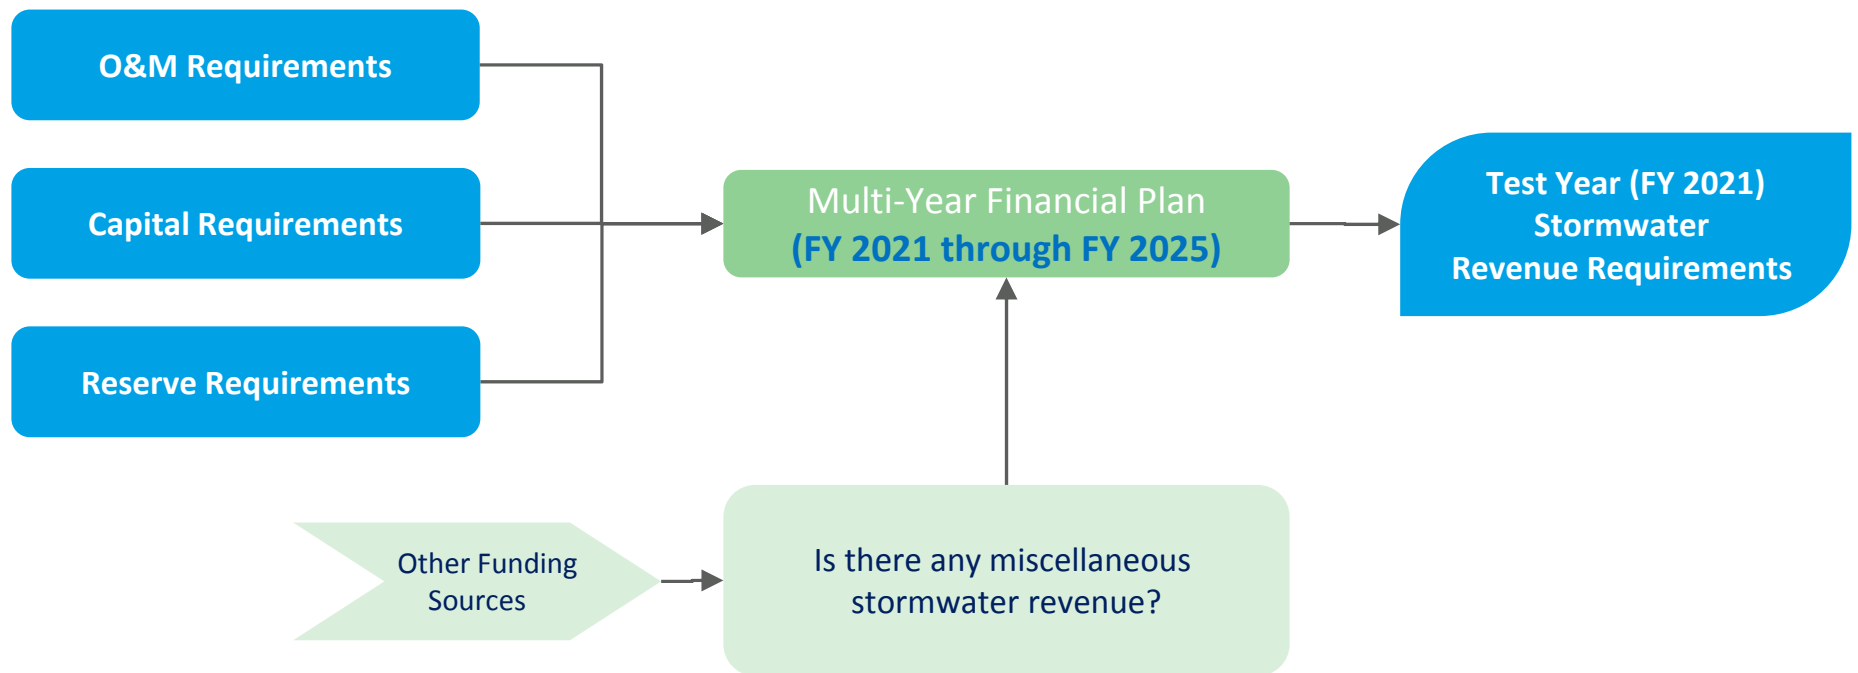 O&M Requirements
Capital Requirements
Reserve Requirements
Multi-Year Financial Plan
(FY 2021 through FY 2025)
Test Year (FY 2021)
Stormwater
Revenue Requirements
Other Funding
Sources
Is there any miscellaneous
stormwater revenue?